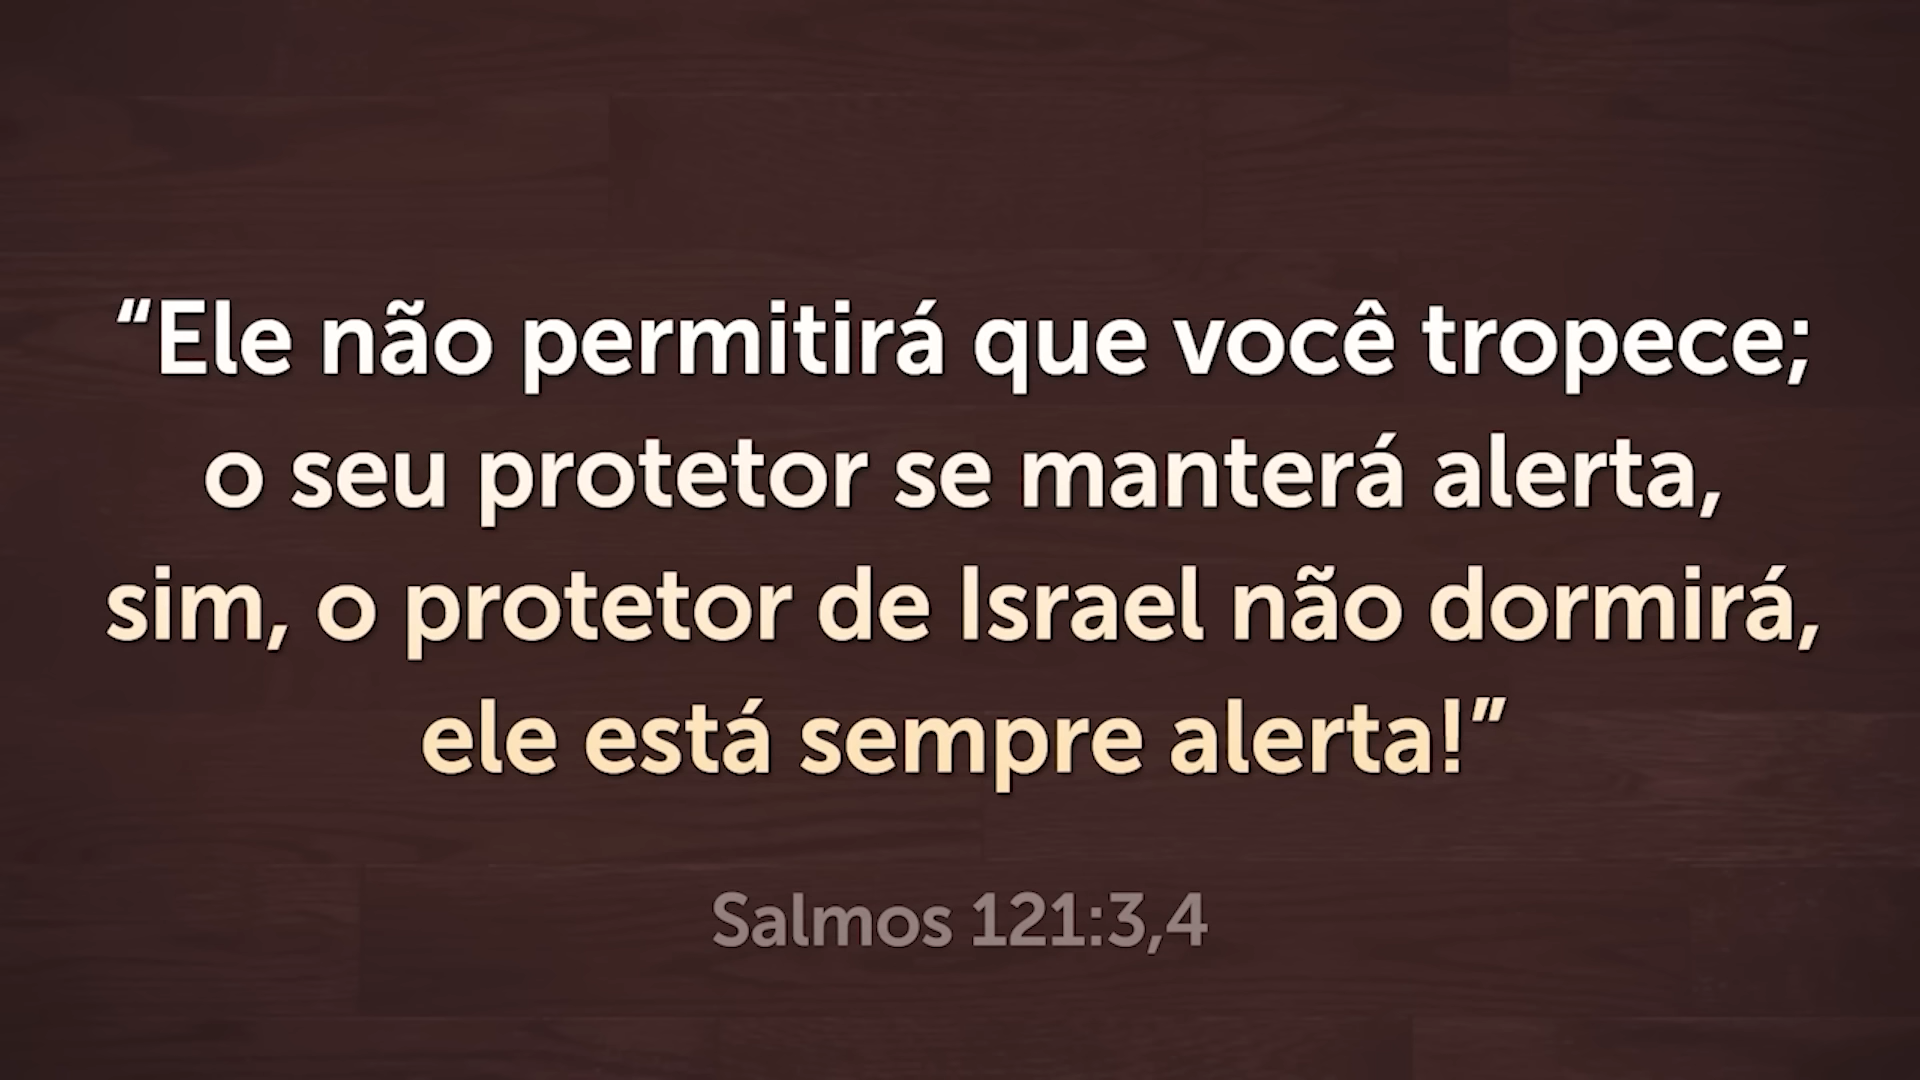 “Ele não permitirá que você tropece;
o seu protetor se manterá alerta,
sim, o protetor de Israel não dormirá,
ele está sempre alerta!”
Salmos 121:3,4